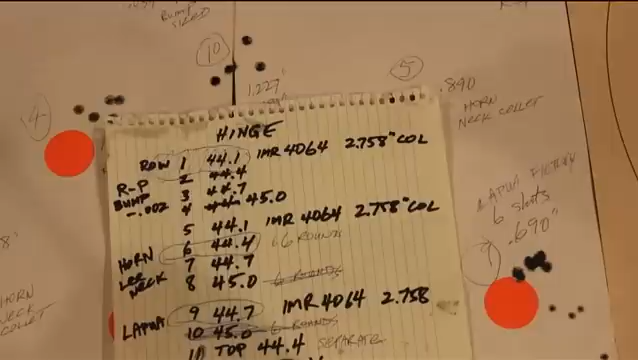 BUMP
SIZED
10
1.227"
5
.890
HORN
NECK COLLET
4
HINGE
ROW 1 44.1 IMR 4064 2.758" COL
R-P 2 44.4
BUMP 3 44.7
-.002 4 45.0
5 44.1 IMR 4064 2.758" COL
HORN 6 44.4 6 ROUNDS
LEE 7 44.7
NECK 8 45.0 6 ROUNDS
LAPUA 9 44.7 IMR 4064 2.758
10 45.0 6 ROUNDS
11 TOP 44.4 SEPARATE
LAPUA FACTORY
6 shots
.690"
HORN
NECK
COLLET